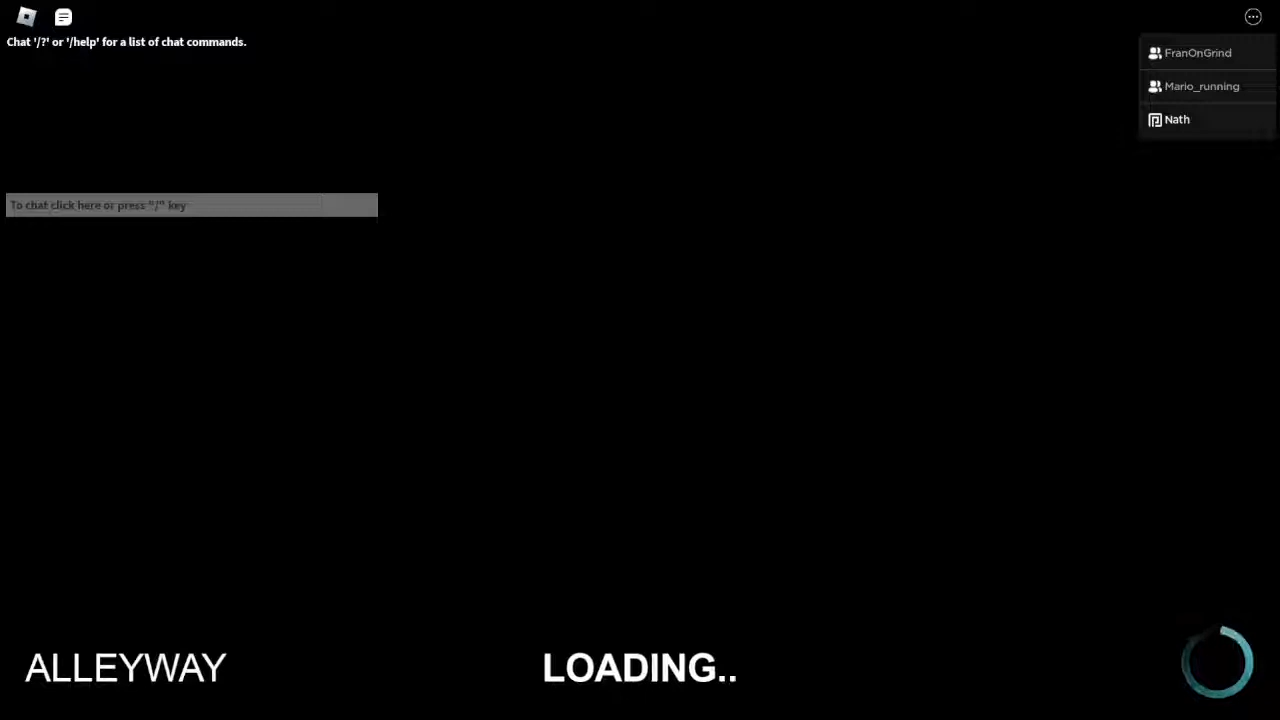 Chat '/?' or '/help' for a list of chat commands.
FranOnGrind
Mario_running
Nath
To chat click here or press "/" key
ALLEYWAY
LOADING..